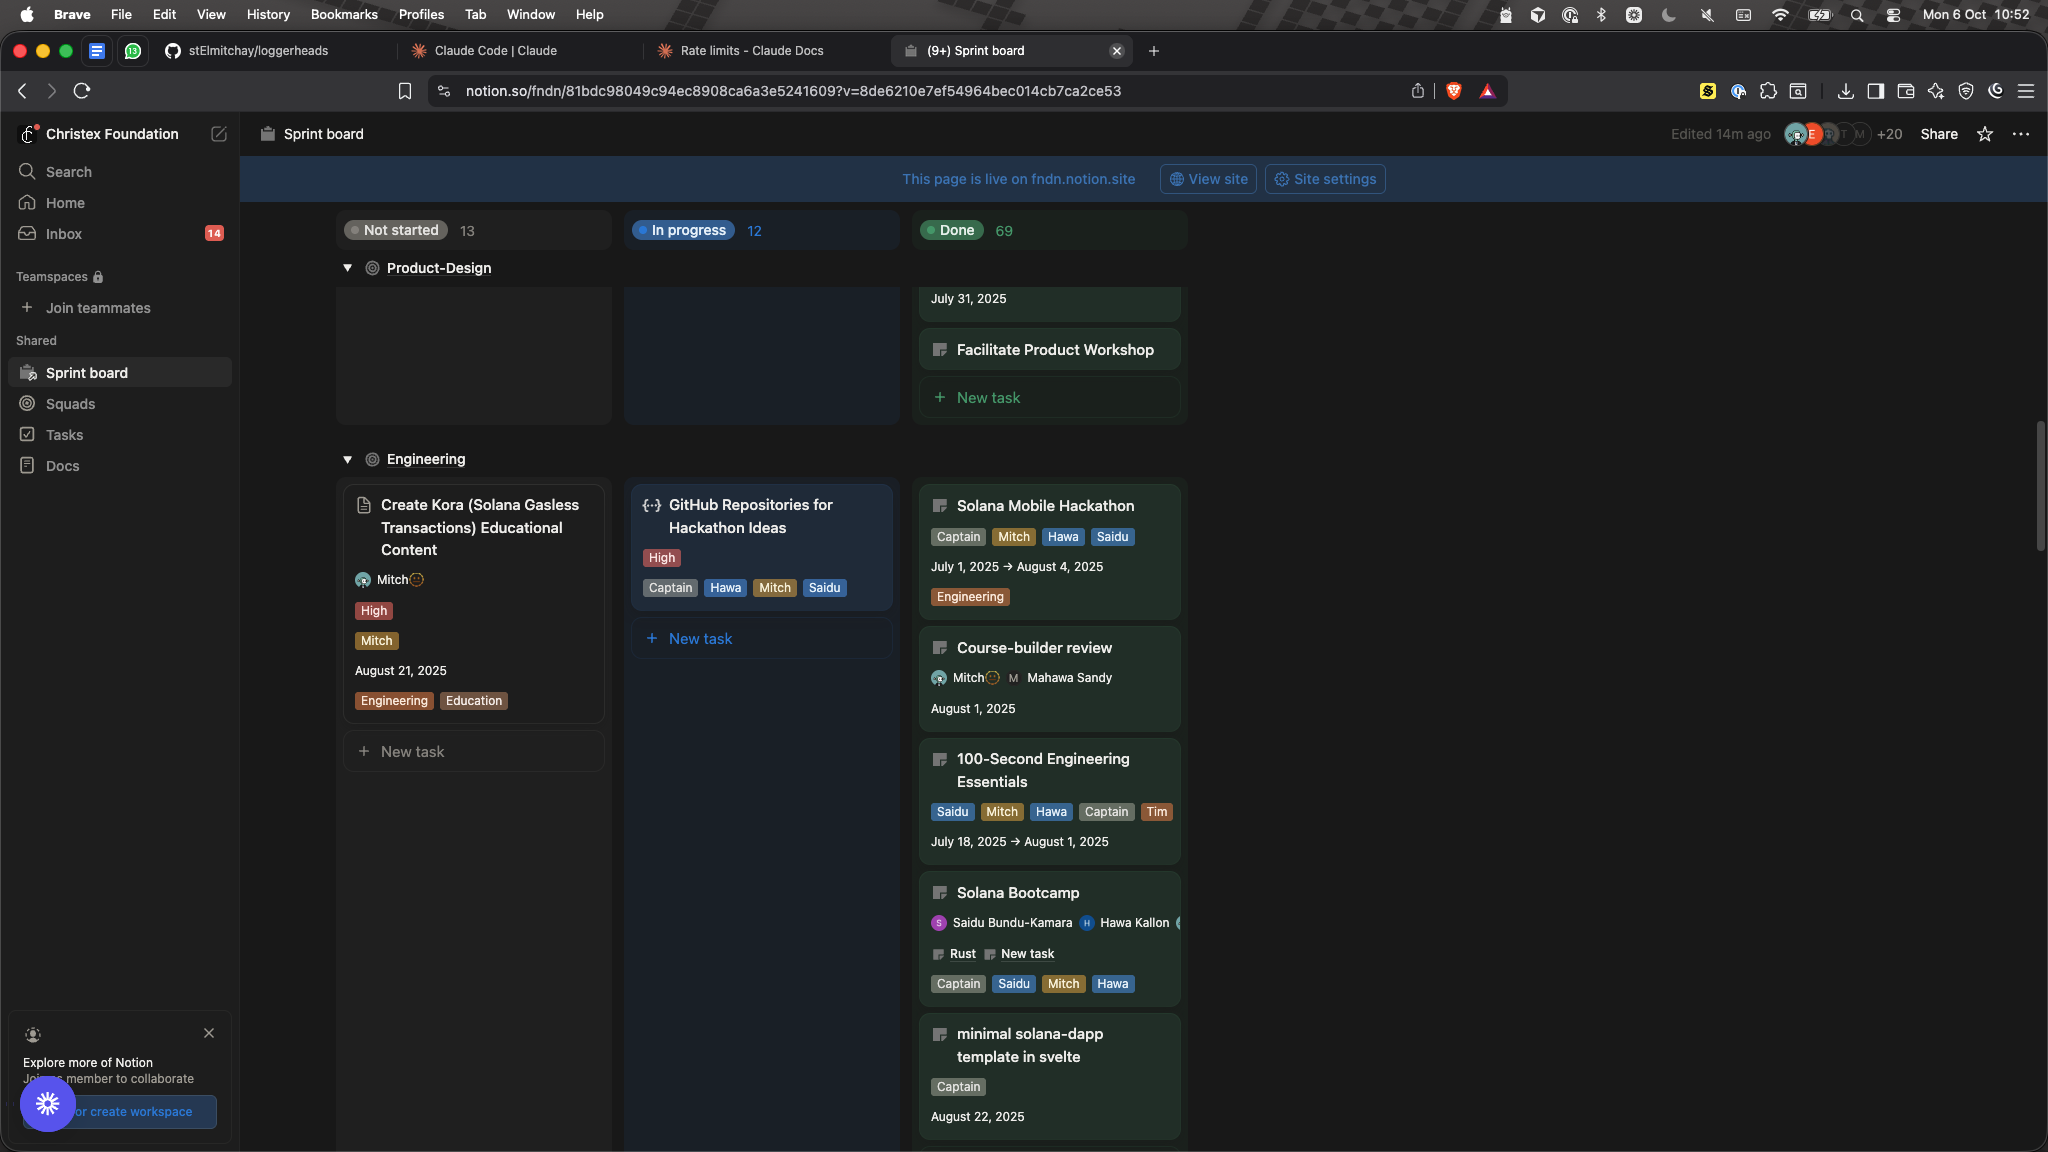 Brave File Edit View History Bookmarks Profiles Tab Window Help
Mon 6 Oct 10:52
13
stElmitchay/loggerheads
Claude Code | Claude
Rate limits - Claude Docs
(9+) Sprint board
notion.so/fndn/81bdc98049c94ec8908ca6a3e5241609?v=8de6210e7ef54964bec014cb7ca2ce53
Christex Foundation
Search
Home
Inbox 14
Teamspaces
Join teammates
Shared
Sprint board
Squads
Tasks
Docs
Explore more of Notion
member to collaborate
or create workspace
Sprint board
Edited 14m ago
E T M +20
Share
This page is live on fndn.notion.site
View site
Site settings
Not started 13
In progress 12
Done 69
Product-Design
July 31, 2025
Facilitate Product Workshop
+ New task
Engineering
Create Kora (Solana Gasless
Transactions) Educational
Content
Mitch
High
Mitch
August 21, 2025
Engineering Education
+ New task
GitHub Repositories for
Hackathon Ideas
High
Captain Hawa Mitch Saidu
+ New task
Solana Mobile Hackathon
Captain Mitch Hawa Saidu
July 1, 2025 → August 4, 2025
Engineering
Course-builder review
Mitch M Mahawa Sandy
August 1, 2025
100-Second Engineering
Essentials
Saidu Mitch Hawa Captain Tim
July 18, 2025 → August 1, 2025
Solana Bootcamp
S Saidu Bundu-Kamara H Hawa Kallon
Rust New task
Captain Saidu Mitch Hawa
minimal solana-dapp
template in svelte
Captain
August 22, 2025